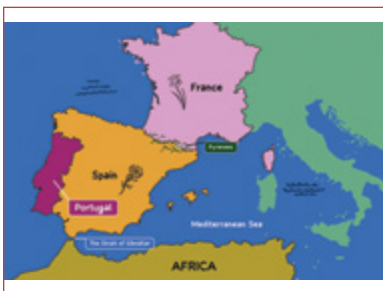 France
Pyrenees
Spain
Portugal
Mediterranean Sea
The Strait of Gibraltar
AFRICA